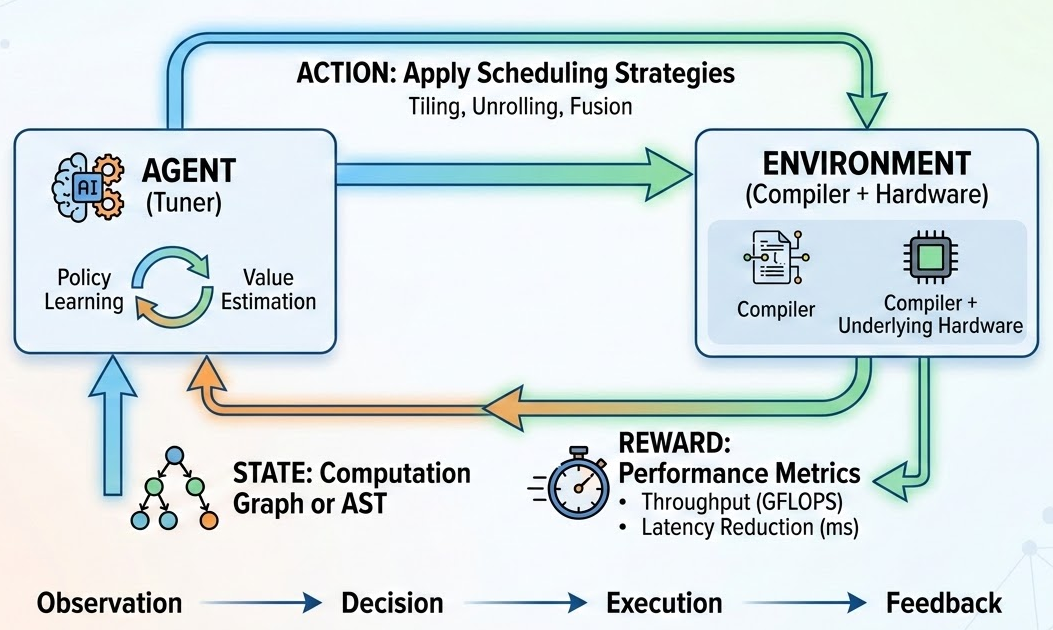 ACTION: Apply Scheduling Strategies
Tiling, Unrolling, Fusion
AGENT
(Tuner)
AI
Policy
Learning
Value
Estimation
ENVIRONMENT
(Compiler + Hardware)
Compiler
Compiler +
Underlying Hardware
STATE: Computation
Graph or AST
REWARD:
Performance Metrics
• Throughput (GFLOPS)
• Latency Reduction (ms)
Observation
Decision
Execution
Feedback